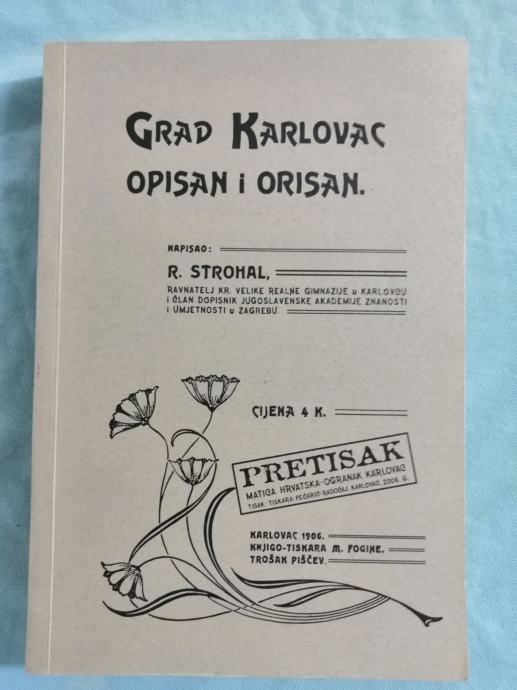 GRAD KARLOVAC
OPISAN i ORISAN.
NAPISAO:
R. STROHAL,
RAVNATELJ KR. VELIKE REALNE GIMNAZIJE u KARLOVCU
I ČLAN DOPISNIK JUGOSLAVENSKE AKADEMIJE ZNANOSTI
I UMJETNOSTI u ZAGREBU.
CIJENA 4 K.
PRETISAK
MATICA HRVATSKA-OGRANAK KARLOVAC
TISAK: TISKARA PEČARIĆ-RADOČAJ, KARLOVAC, 2006. G.
KARLOVAC 1906.
KNJIGO-TISKARA M. FOGINE.
TROŠAK PIŠČEV.